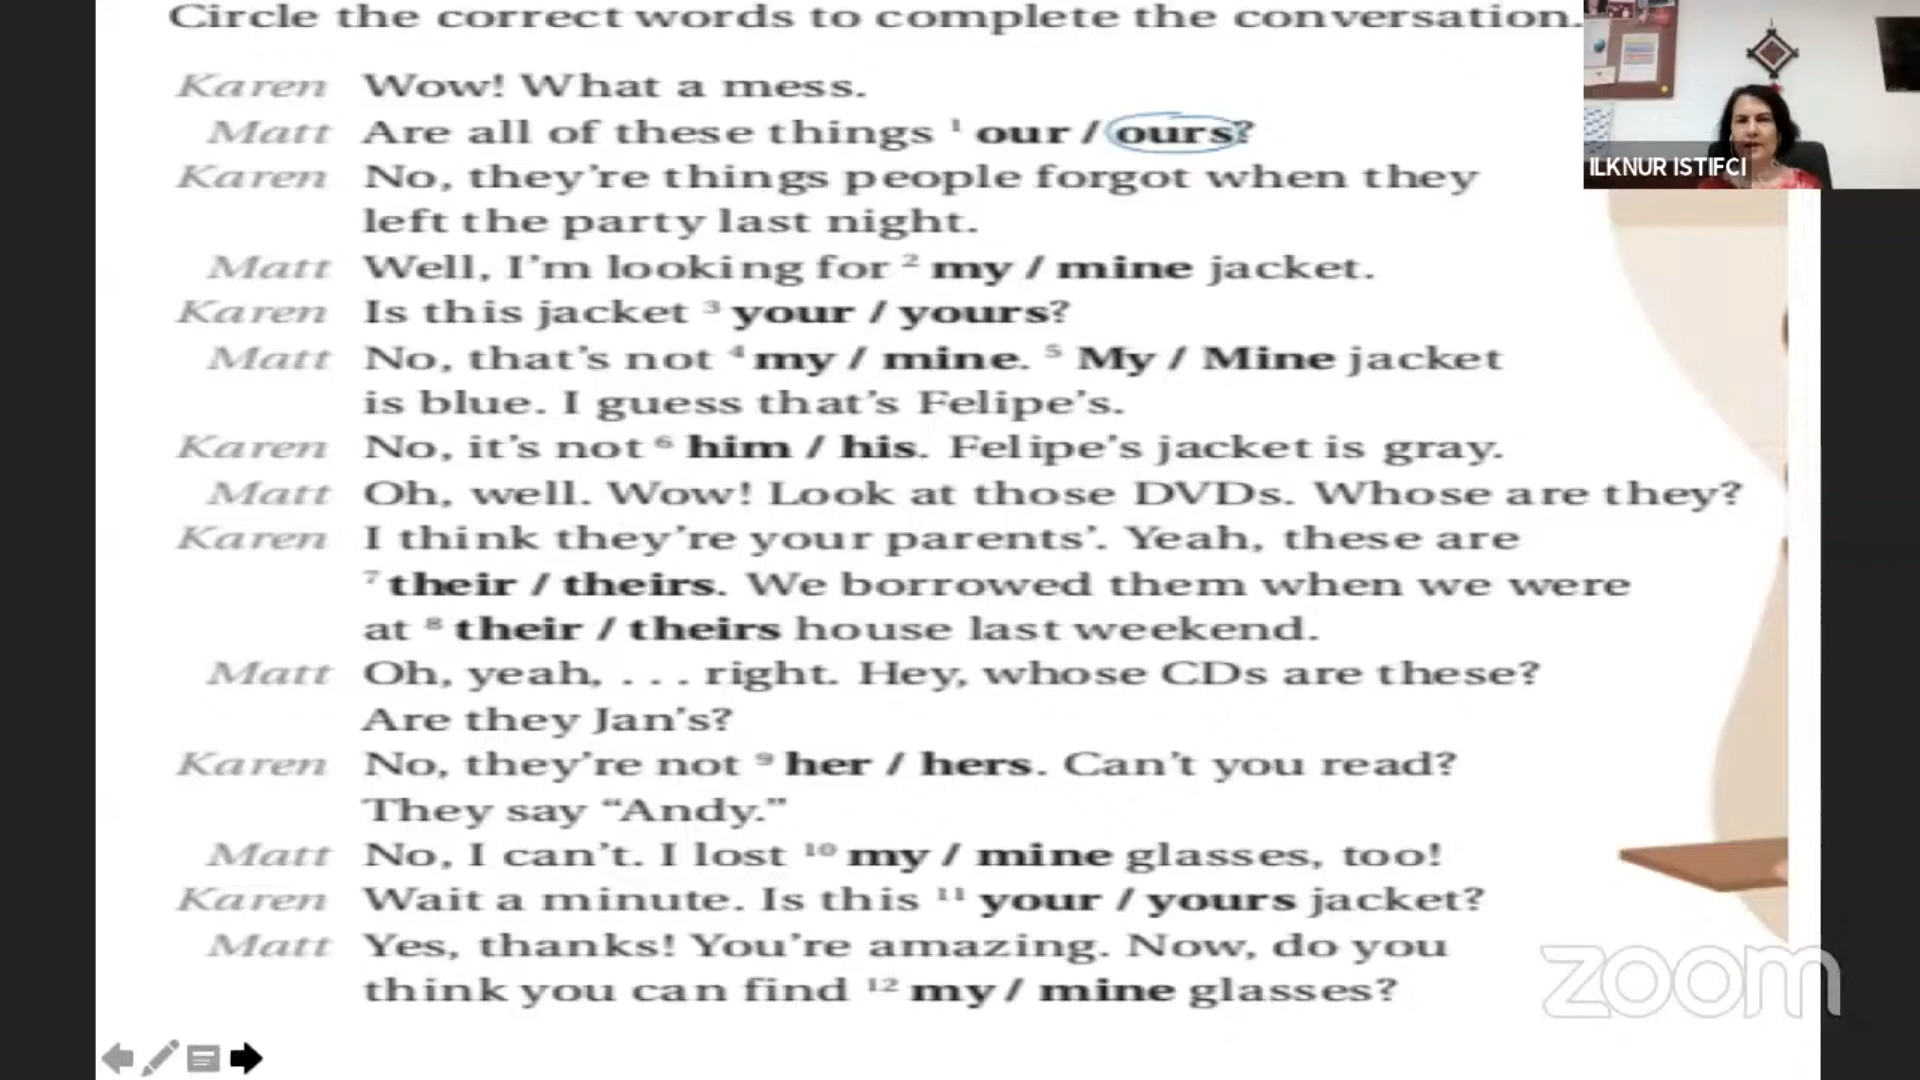 Circle the correct words to complete the conversation.
Karen Wow! What a mess.
Matt Are all of these things ¹ our / ours?
Karen No, they're things people forgot when they
left the party last night.
Matt Well, I'm looking for ² my / mine jacket.
Karen Is this jacket ³ your / yours?
Matt No, that's not ⁴ my / mine. ⁵ My / Mine jacket
is blue. I guess that's Felipe's.
Karen No, it's not ⁶ him / his. Felipe's jacket is gray.
Matt Oh, well. Wow! Look at those DVDs. Whose are they?
Karen I think they're your parents'. Yeah, these are
⁷ their / theirs. We borrowed them when we were
at ⁸ their / theirs house last weekend.
Matt Oh, yeah, . . . right. Hey, whose CDs are these?
Are they Jan's?
Karen No, they're not ⁹ her / hers. Can't you read?
They say “Andy.”
Matt No, I can't. I lost ¹⁰ my / mine glasses, too!
Karen Wait a minute. Is this ¹¹ your / yours jacket?
Matt Yes, thanks! You're amazing. Now, do you
think you can find ¹² my / mine glasses?
ILKNUR ISTIFCI
zoom